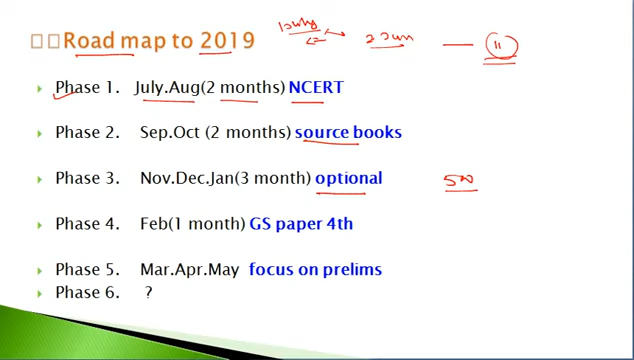 Road map to 2019
Phase 1. July.Aug(2 months) NCERT
Phase 2. Sep.Oct (2 months) source books
Phase 3. Nov.Dec.Jan(3 month) optional
Phase 4. Feb(1 month) GS paper 4th
Phase 5. Mar.Apr.May focus on prelims
Phase 6. ?